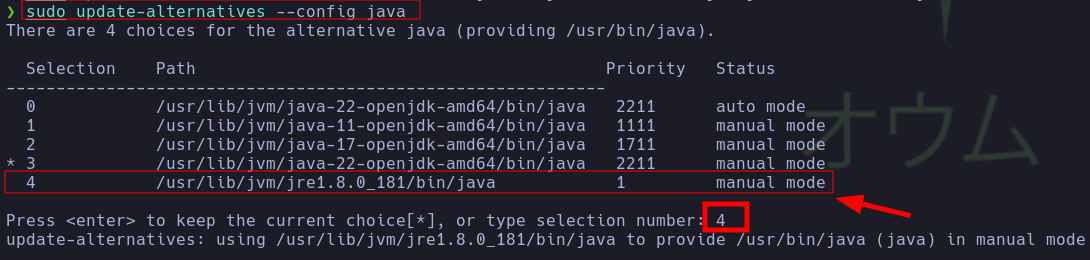 ❯ sudo update-alternatives --config java
There are 4 choices for the alternative java (providing /usr/bin/java).
Selection Path Priority Status
------------------------------------------------------------
0 /usr/lib/jvm/java-22-openjdk-amd64/bin/java 2211 auto mode
1 /usr/lib/jvm/java-11-openjdk-amd64/bin/java 1111 manual mode
2 /usr/lib/jvm/java-17-openjdk-amd64/bin/java 1711 manual mode
* 3 /usr/lib/jvm/java-22-openjdk-amd64/bin/java 2211 manual mode
4 /usr/lib/jvm/jre1.8.0_181/bin/java 1 manual mode
Press <enter> to keep the current choice[*], or type selection number: 4
update-alternatives: using /usr/lib/jvm/jre1.8.0_181/bin/java to provide /usr/bin/java (java) in manual mode
オウム